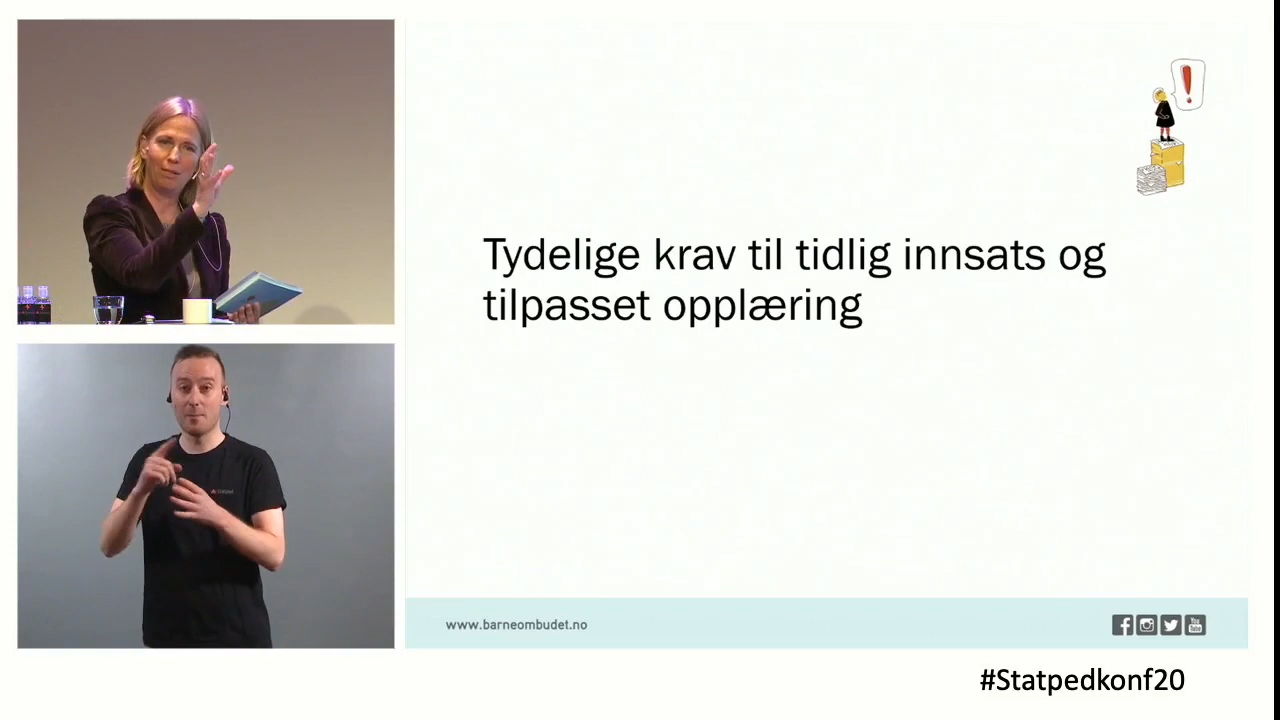 Tydelige krav til tidlig innsats og
tilpasset opplæring
www.barneombudet.no
#Statpedkonf20